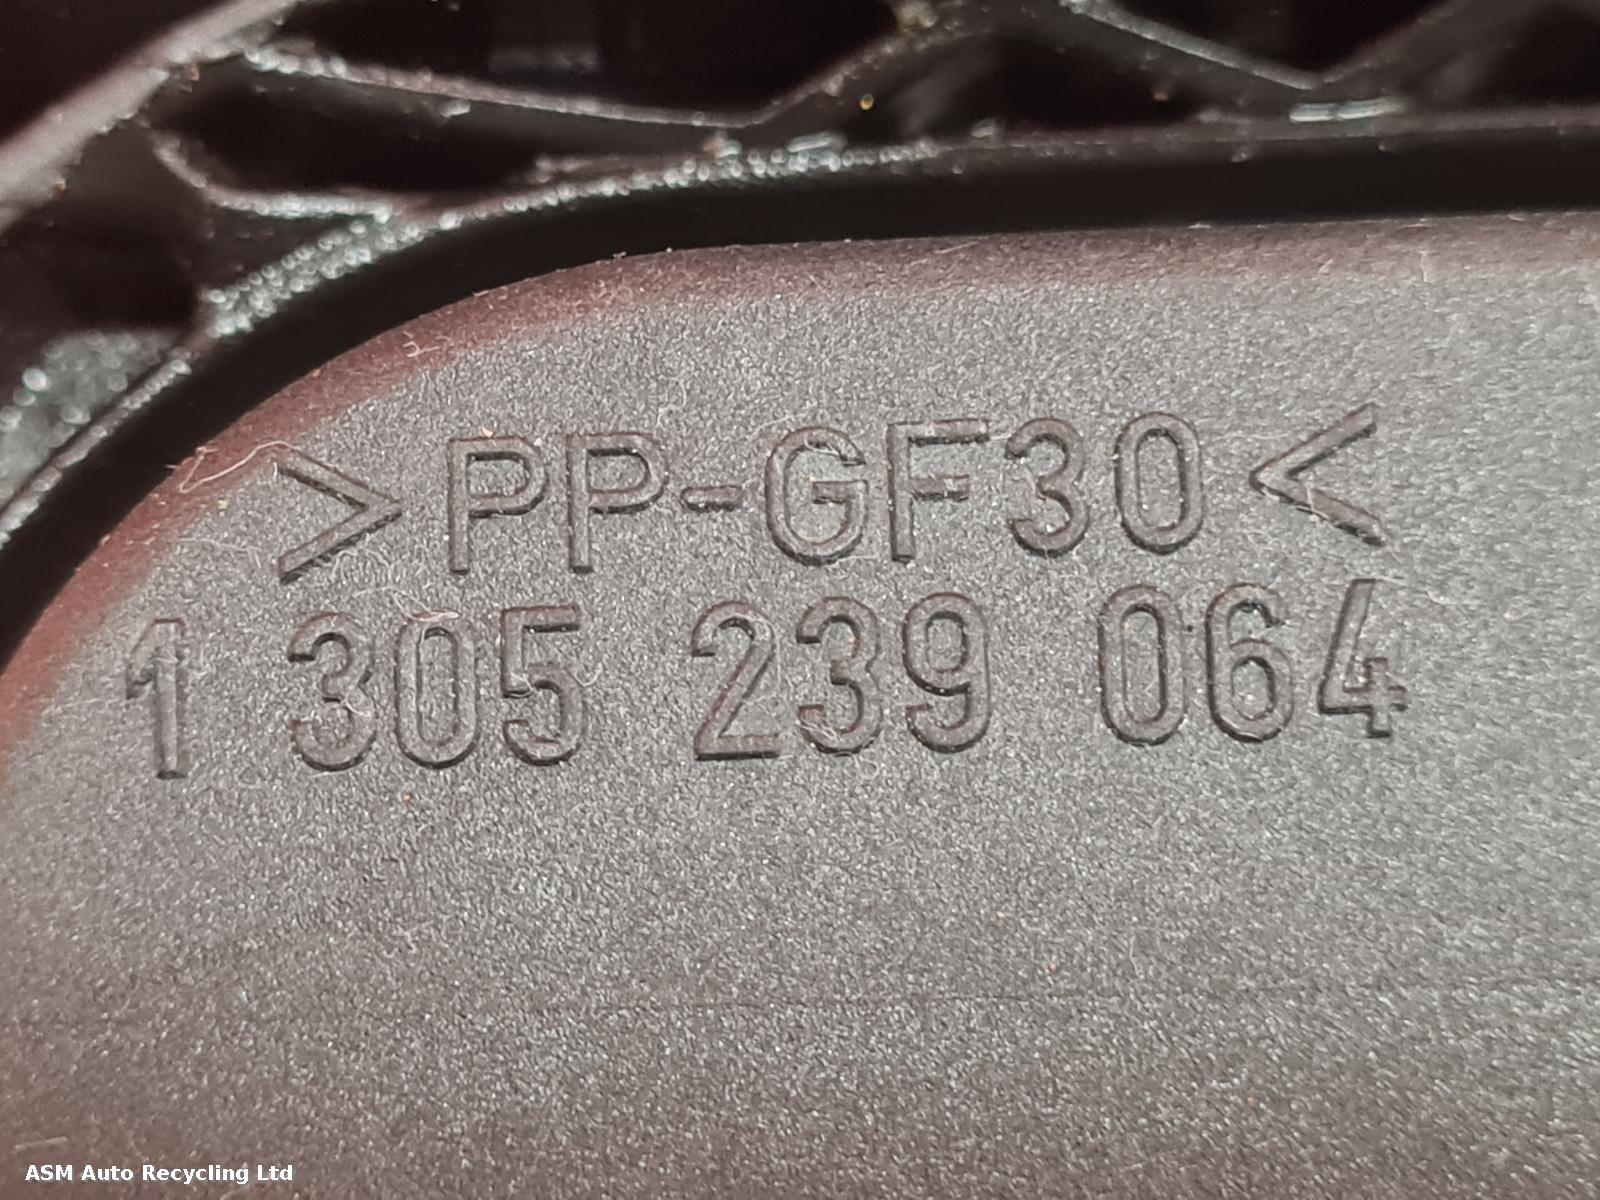 >PP-GF30<
1 305 239 064
ASM Auto Recycling Ltd